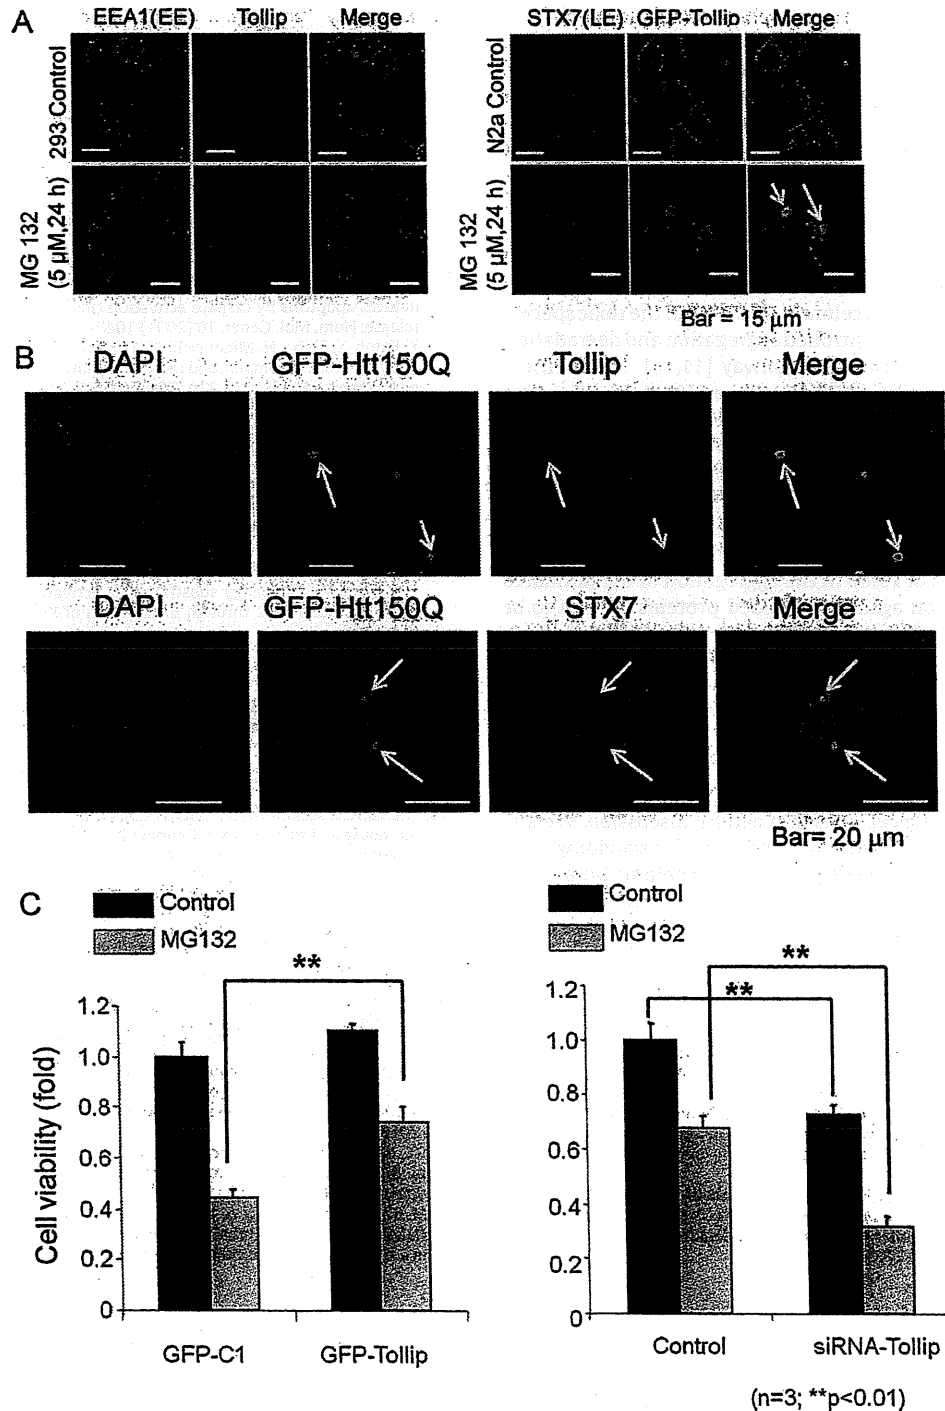 A
EEA1(EE) Tollip Merge
STX7(LE) GFP-Tollip Merge
293 Control
N2a Control
MG 132
(5 µM,24 h)
MG 132
(5 µM,24 h)
Bar = 15 µm
B
DAPI GFP-Htt150Q Tollip Merge
DAPI GFP-Htt150Q STX7 Merge
Bar= 20 µm
C
Control
MG132
**
Cell viability (fold)
1.2
1.0
0.8
0.6
0.4
0.2
0
GFP-C1 GFP-Tollip
Control
MG132
**
**
1.2
1.0
0.8
0.6
0.4
0.2
0
Control siRNA-Tollip
(n=3; **p<0.01)